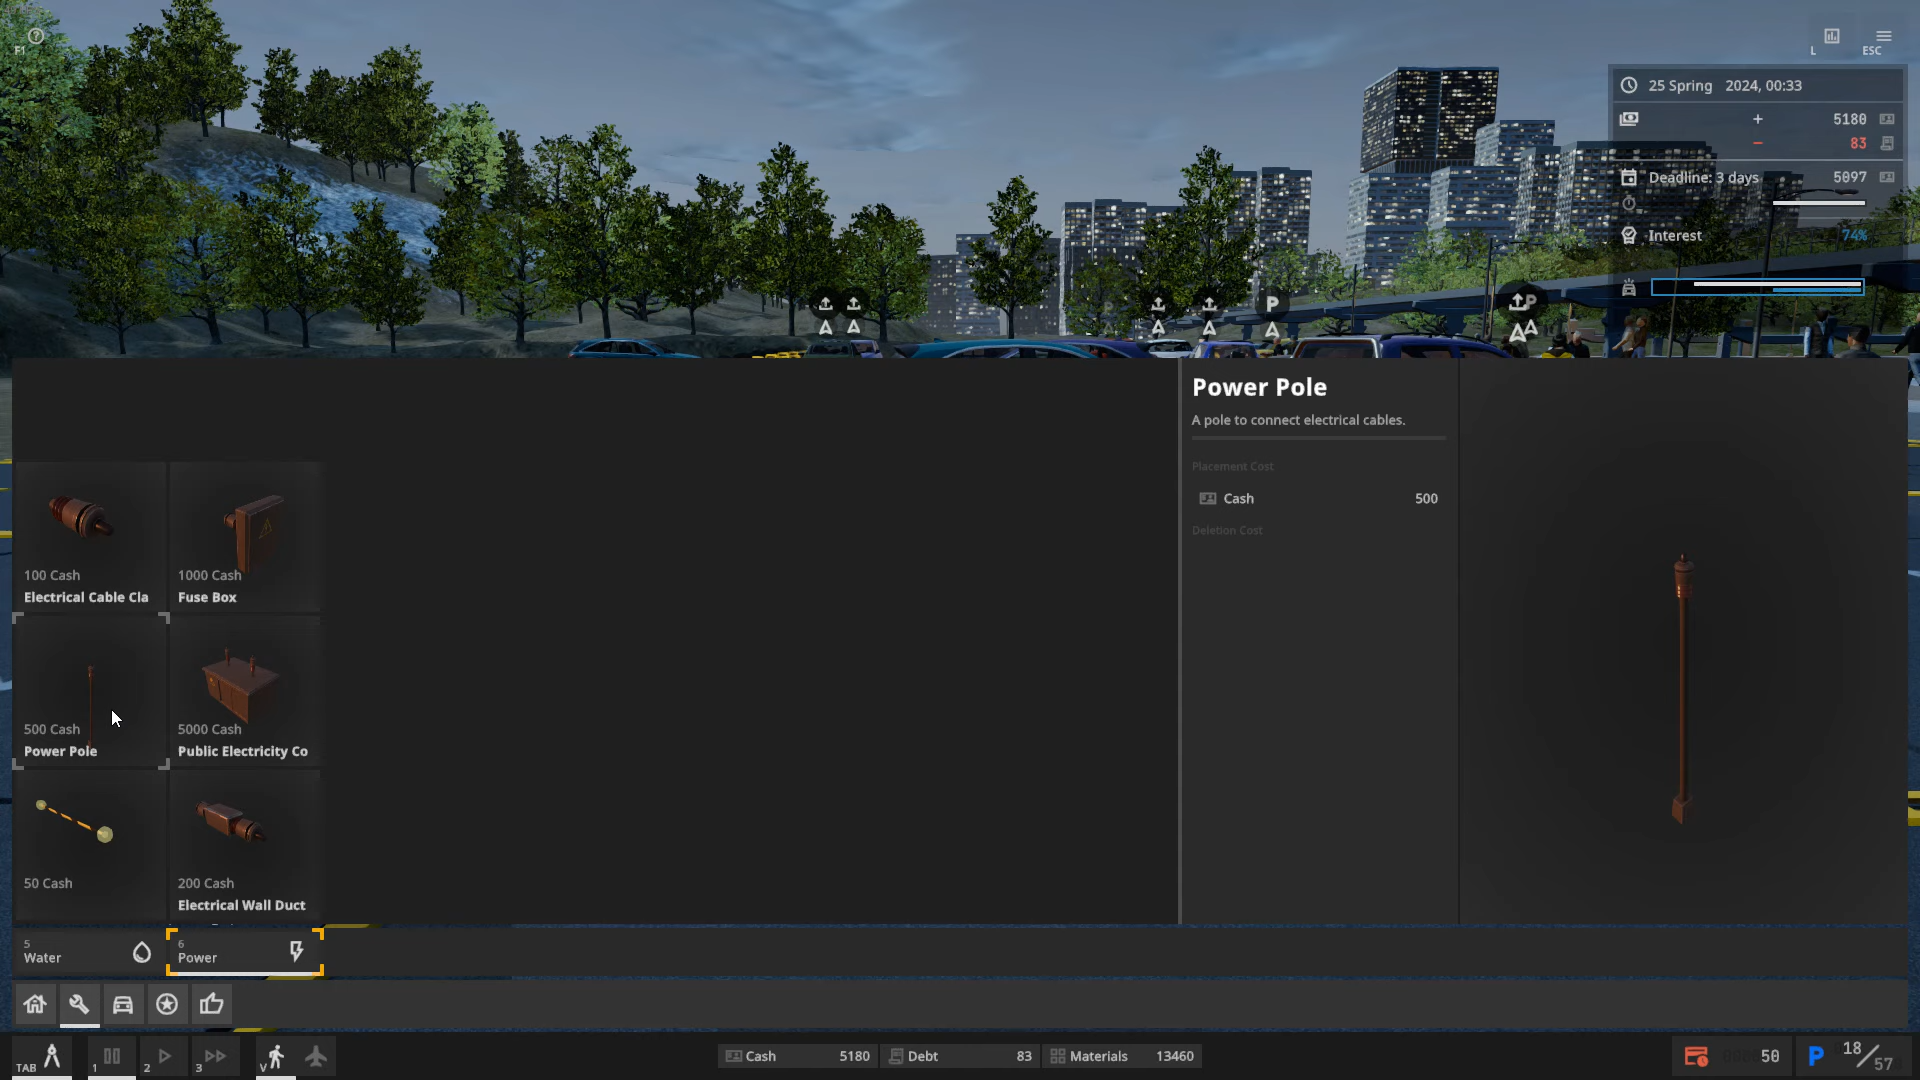 F1
L
ESC
25 Spring 2024, 00:33
+ 5180
− 83
Deadline: 3 days 5097
Interest 74%
P
A A A A A AA
P
Power Pole
A pole to connect electrical cables.
Placement Cost
Cash 500
Deletion Cost
100 Cash
Electrical Cable Cla
1000 Cash
Fuse Box
500 Cash
Power Pole
5000 Cash
Public Electricity Co
50 Cash
200 Cash
Electrical Wall Duct
5
Water
6
Power
TAB 1 2 3 V
Cash 5180
Debt 83
Materials 13460
50
P 18/57